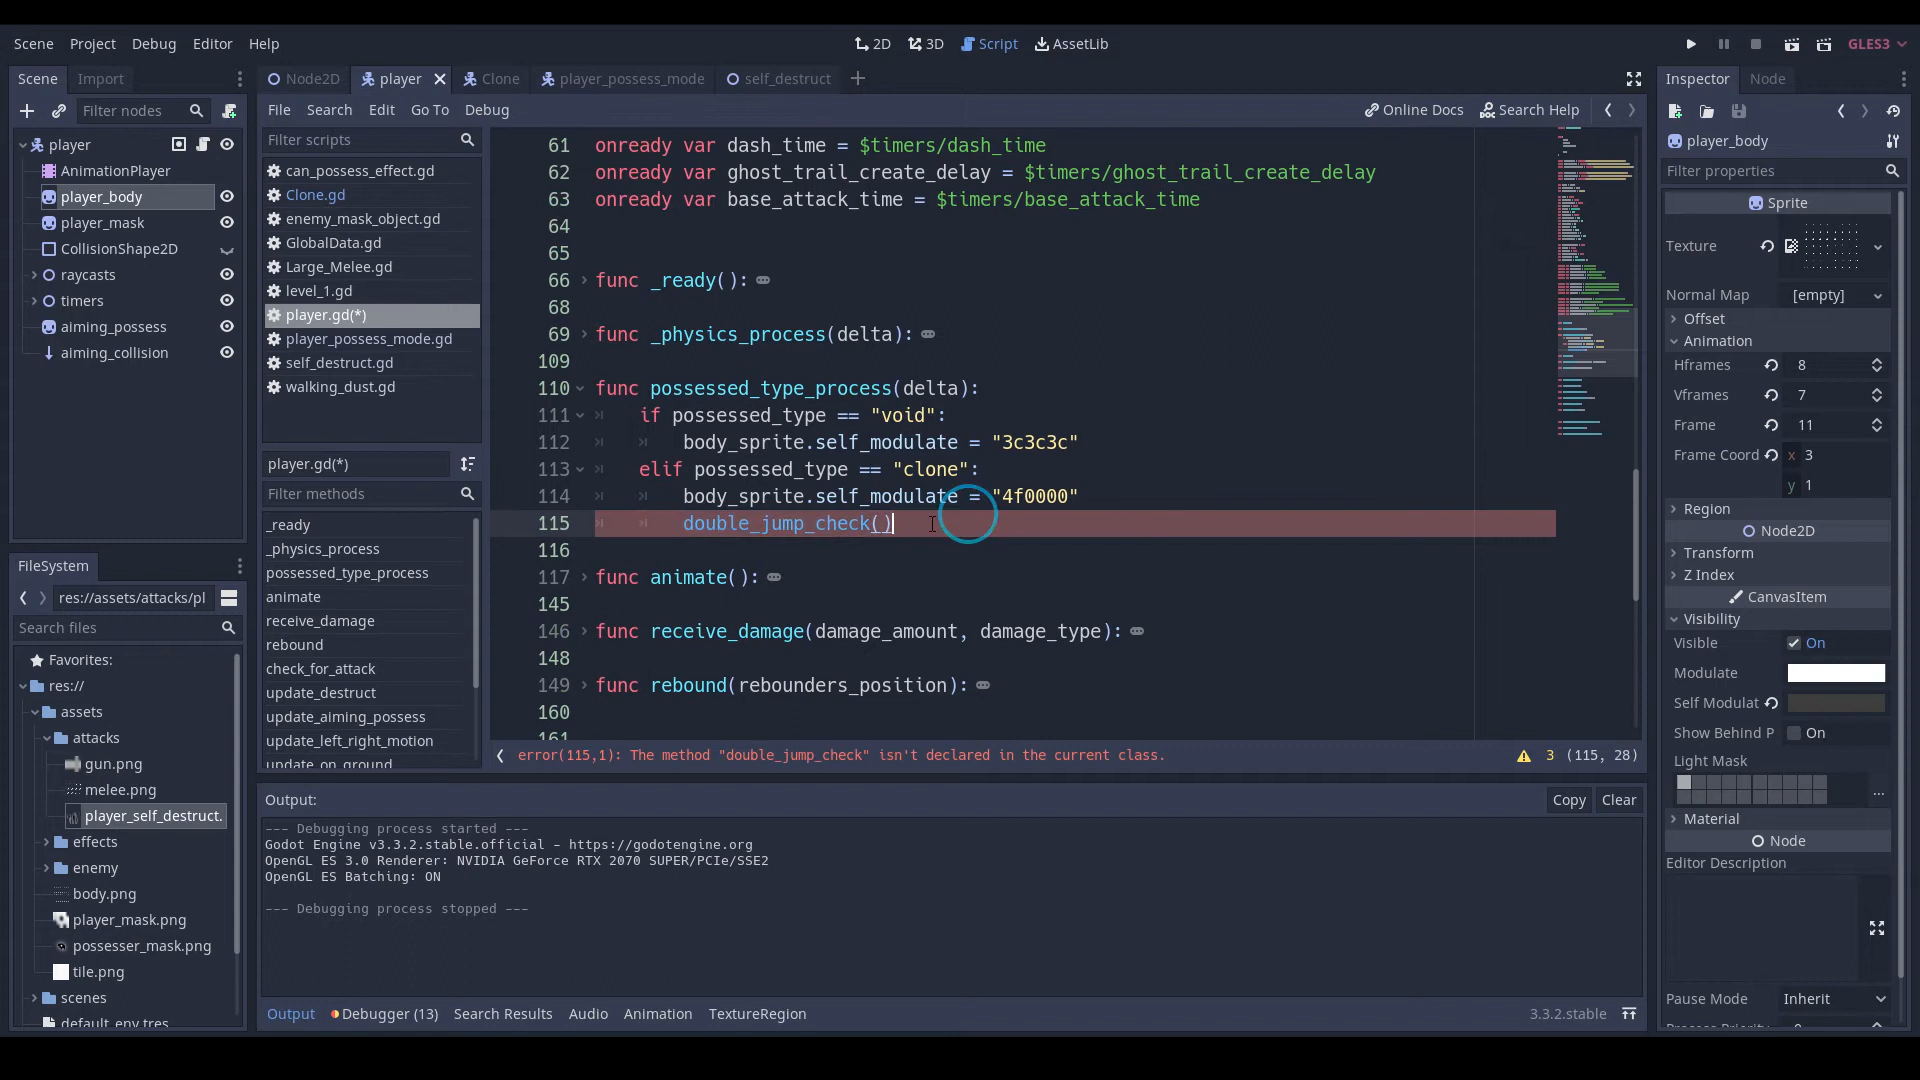 Scene Project Debug Editor Help
2D 3D Script AssetLib
GLES3
Scene Import
Filter nodes
player
AnimationPlayer
player_body
player_mask
CollisionShape2D
raycasts
timers
aiming_possess
aiming_collision
FileSystem
res://assets/attacks/pl
Search files
Favorites:
res://
assets
attacks
gun.png
melee.png
player_self_destruct.
effects
enemy
body.png
player_mask.png
possesser_mask.png
tile.png
scenes
default_env.tres
Node2D player Clone player_possess_mode self_destruct
File Search Edit Go To Debug
Online Docs Search Help
Filter scripts
can_possess_effect.gd
Clone.gd
enemy_mask_object.gd
GlobalData.gd
Large_Melee.gd
level_1.gd
player.gd(*)
player_possess_mode.gd
self_destruct.gd
walking_dust.gd
player.gd(*)
Filter methods
_ready
_physics_process
possessed_type_process
animate
receive_damage
rebound
check_for_attack
update_destruct
update_aiming_possess
update_left_right_motion
update_on_ground
61 onready var dash_time = $timers/dash_time
62 onready var ghost_trail_create_delay = $timers/ghost_trail_create_delay
63 onready var base_attack_time = $timers/base_attack_time
64
65
66 func _ready():
68
69 func _physics_process(delta):
109
110 func possessed_type_process(delta):
111 if possessed_type == "void":
112 body_sprite.self_modulate = "3c3c3c"
113 elif possessed_type == "clone":
114 body_sprite.self_modulate = "4f0000"
115 double_jump_check()
116
117 func animate():
145
146 func receive_damage(damage_amount, damage_type):
148
149 func rebound(rebounders_position):
160
161
error(115,1): The method "double_jump_check" isn't declared in the current class.
3 (115, 28)
Output:
Copy Clear
--- Debugging process started ---
Godot Engine v3.3.2.stable.official - https://godotengine.org
OpenGL ES 3.0 Renderer: NVIDIA GeForce RTX 2070 SUPER/PCIe/SSE2
OpenGL ES Batching: ON
--- Debugging process stopped ---
Output Debugger (13) Search Results Audio Animation TextureRegion
3.3.2.stable
Inspector Node
player_body
Filter properties
Sprite
Texture
Normal Map [empty]
Offset
Animation
Hframes 8
Vframes 7
Frame 11
Frame Coord x 3
y 1
Region
Node2D
Transform
Z Index
CanvasItem
Visibility
Visible On
Modulate
Self Modulat
Show Behind P On
Light Mask
...
Material
Node
Editor Description
Pause Mode Inherit
Process Priority